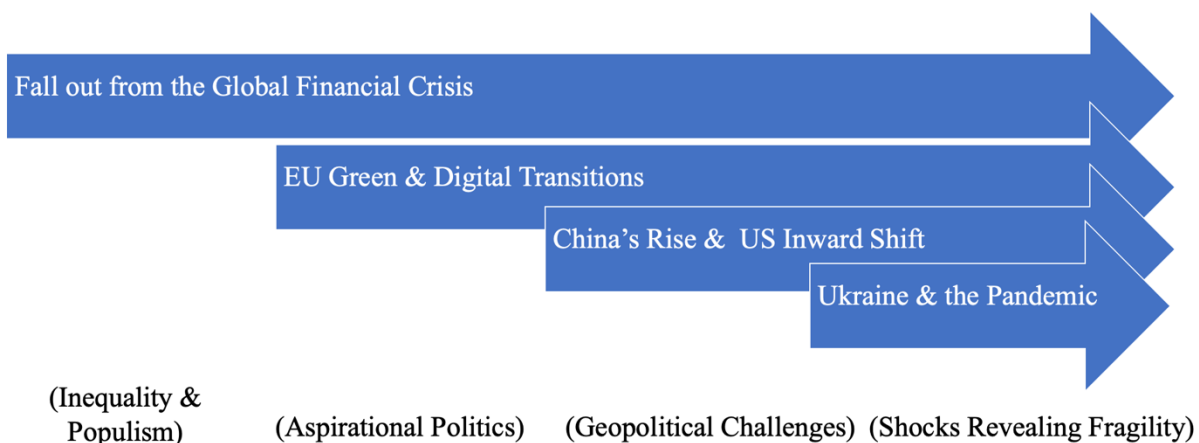 Fall out from the Global Financial Crisis
EU Green & Digital Transitions
China's Rise & US Inward Shift
Ukraine & the Pandemic
(Inequality &
Populism)
(Aspirational Politics)
(Geopolitical Challenges)
(Shocks Revealing Fragility)